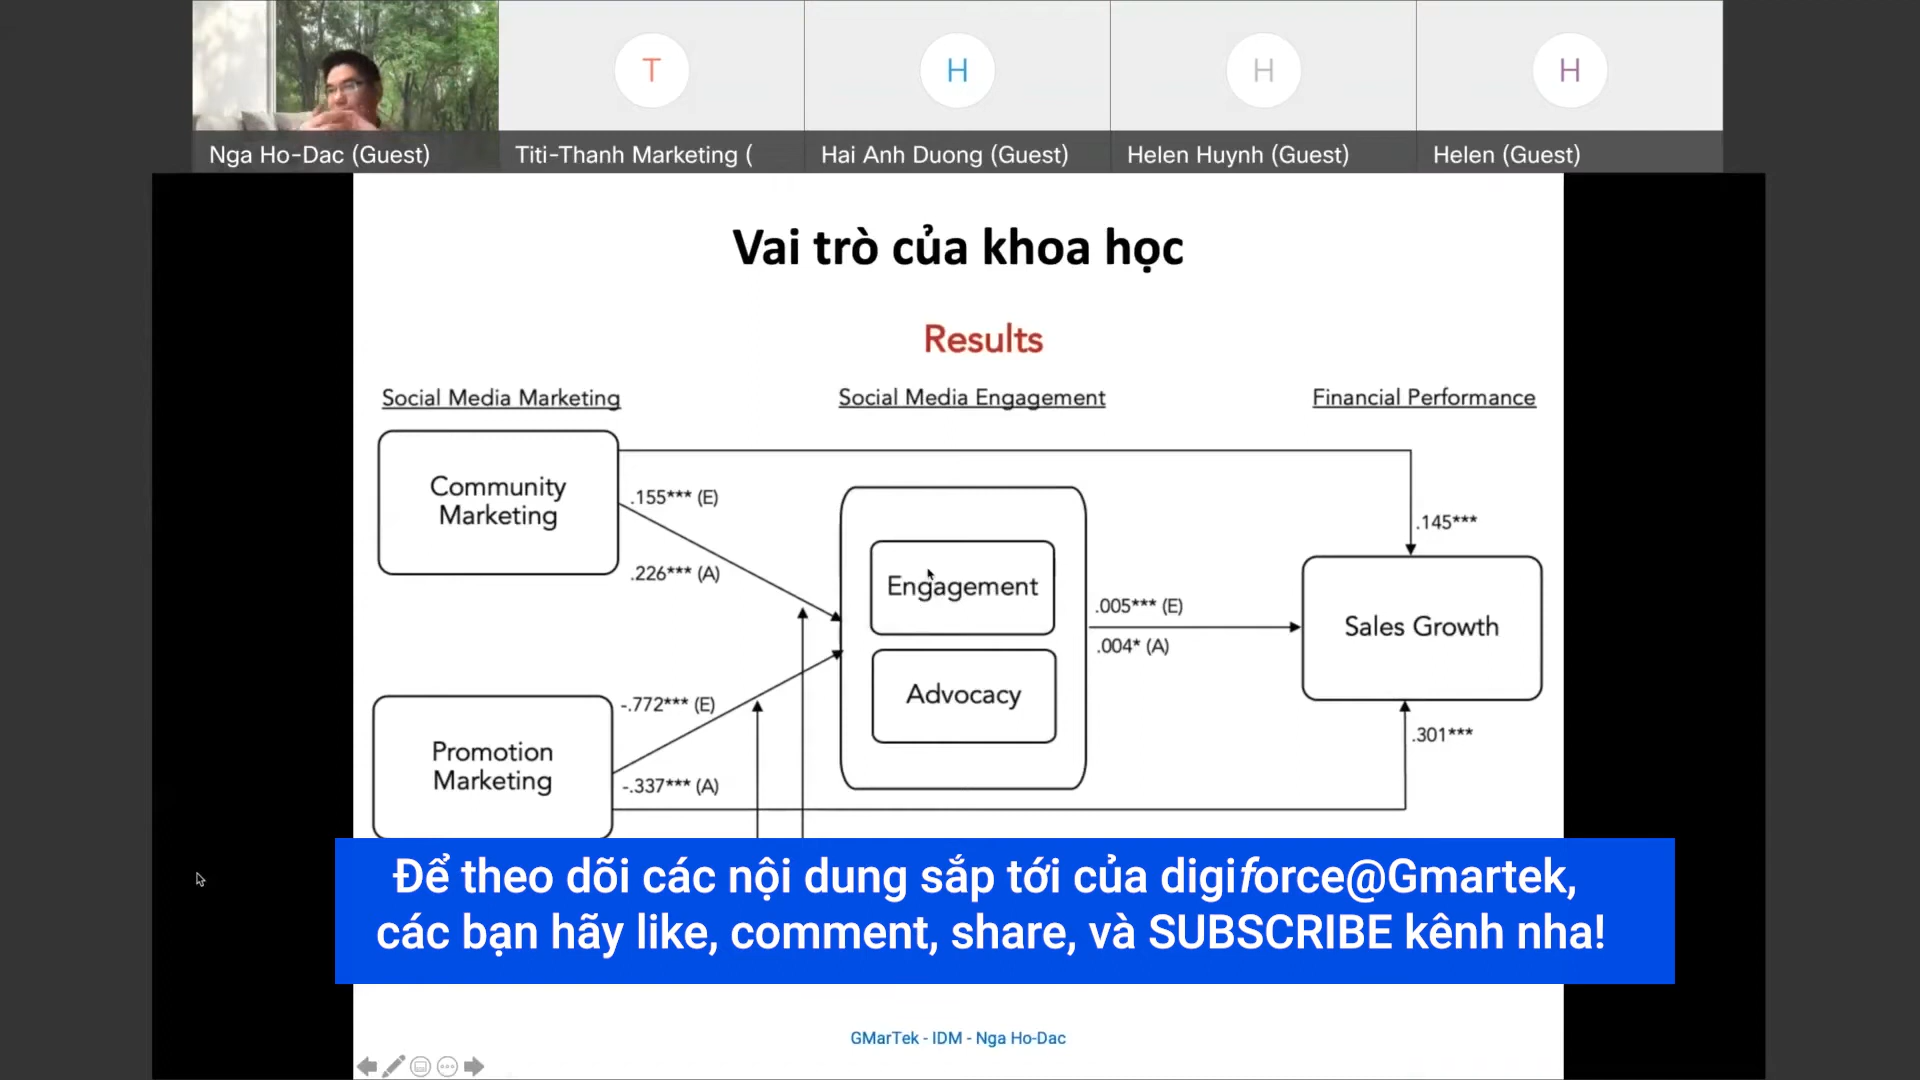 T
H
H
H
Nga Ho-Dac (Guest)
Titi-Thanh Marketing (
Hai Anh Duong (Guest)
Helen Huynh (Guest)
Helen (Guest)
Vai trò của khoa học
Results
Social Media Marketing
Social Media Engagement
Financial Performance
Community
Marketing
.155*** (E)
.226*** (A)
.145***
Engagement
.005*** (E)
.004* (A)
Sales Growth
Advocacy
-.772*** (E)
Promotion
Marketing
-.337*** (A)
.301***
Để theo dõi các nội dung sắp tới của digiforce@Gmartek,
các bạn hãy like, comment, share, và SUBSCRIBE kênh nha!
GMarTek - IDM - Nga Ho-Dac